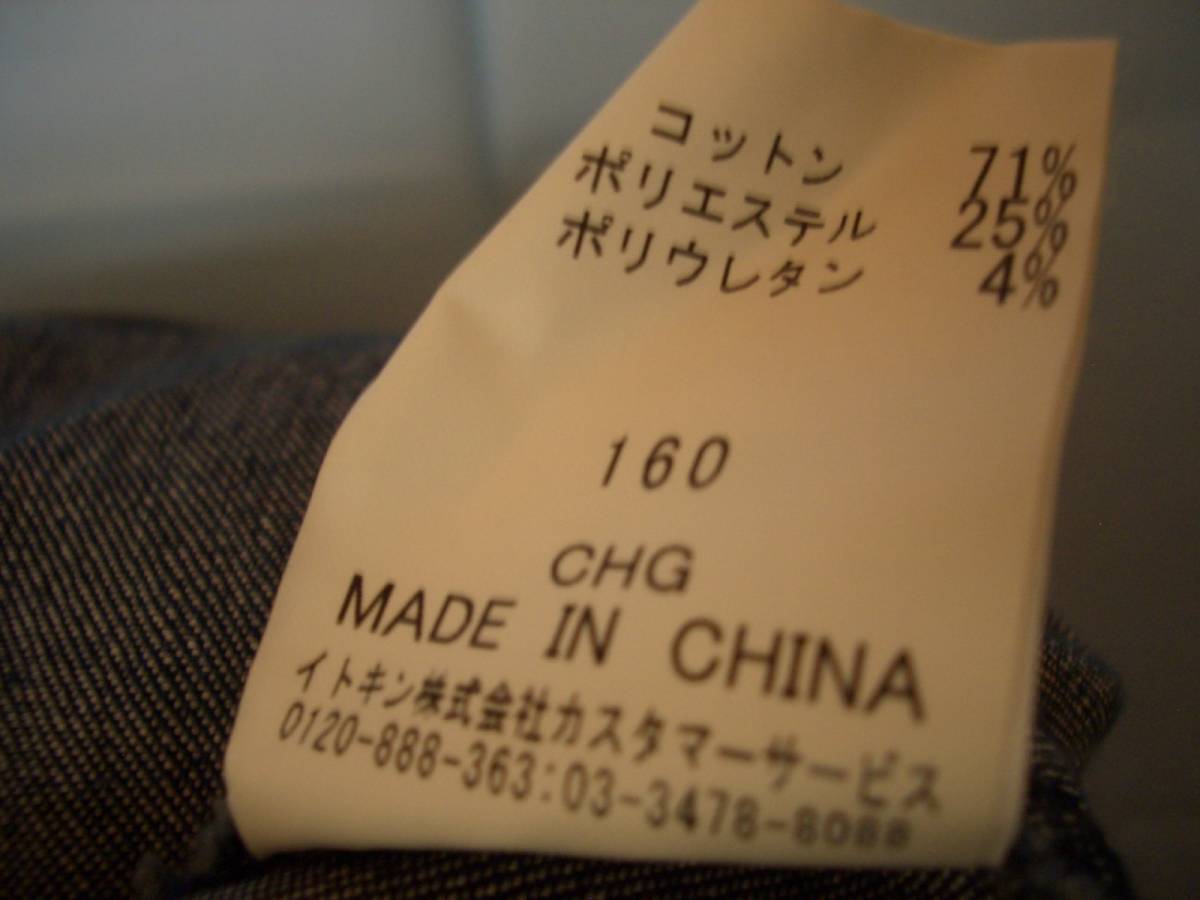 コットン 71%
ポリエステル 25%
ポリウレタン 4%
160
CHG
MADE IN CHINA
イトキン株式会社カスタマーサービス
0120-888-363:03-3478-8088